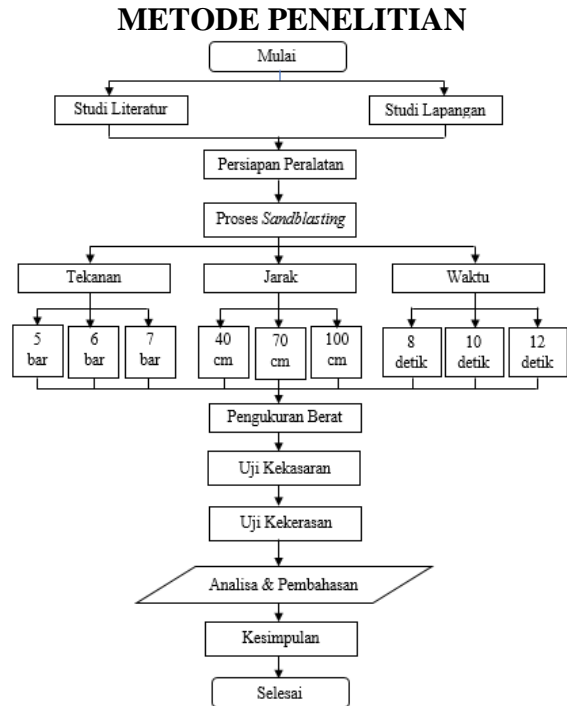 METODE PENELITIAN
Mulai
Studi Literatur
Studi Lapangan
Persiapan Peralatan
Proses Sandblasting
Tekanan
Jarak
Waktu
5
bar
6
bar
7
bar
40
cm
70
cm
100
cm
8
detik
10
detik
12
detik
Pengukuran Berat
Uji Kekasaran
Uji Kekerasan
Analisa & Pembahasan
Kesimpulan
Selesai